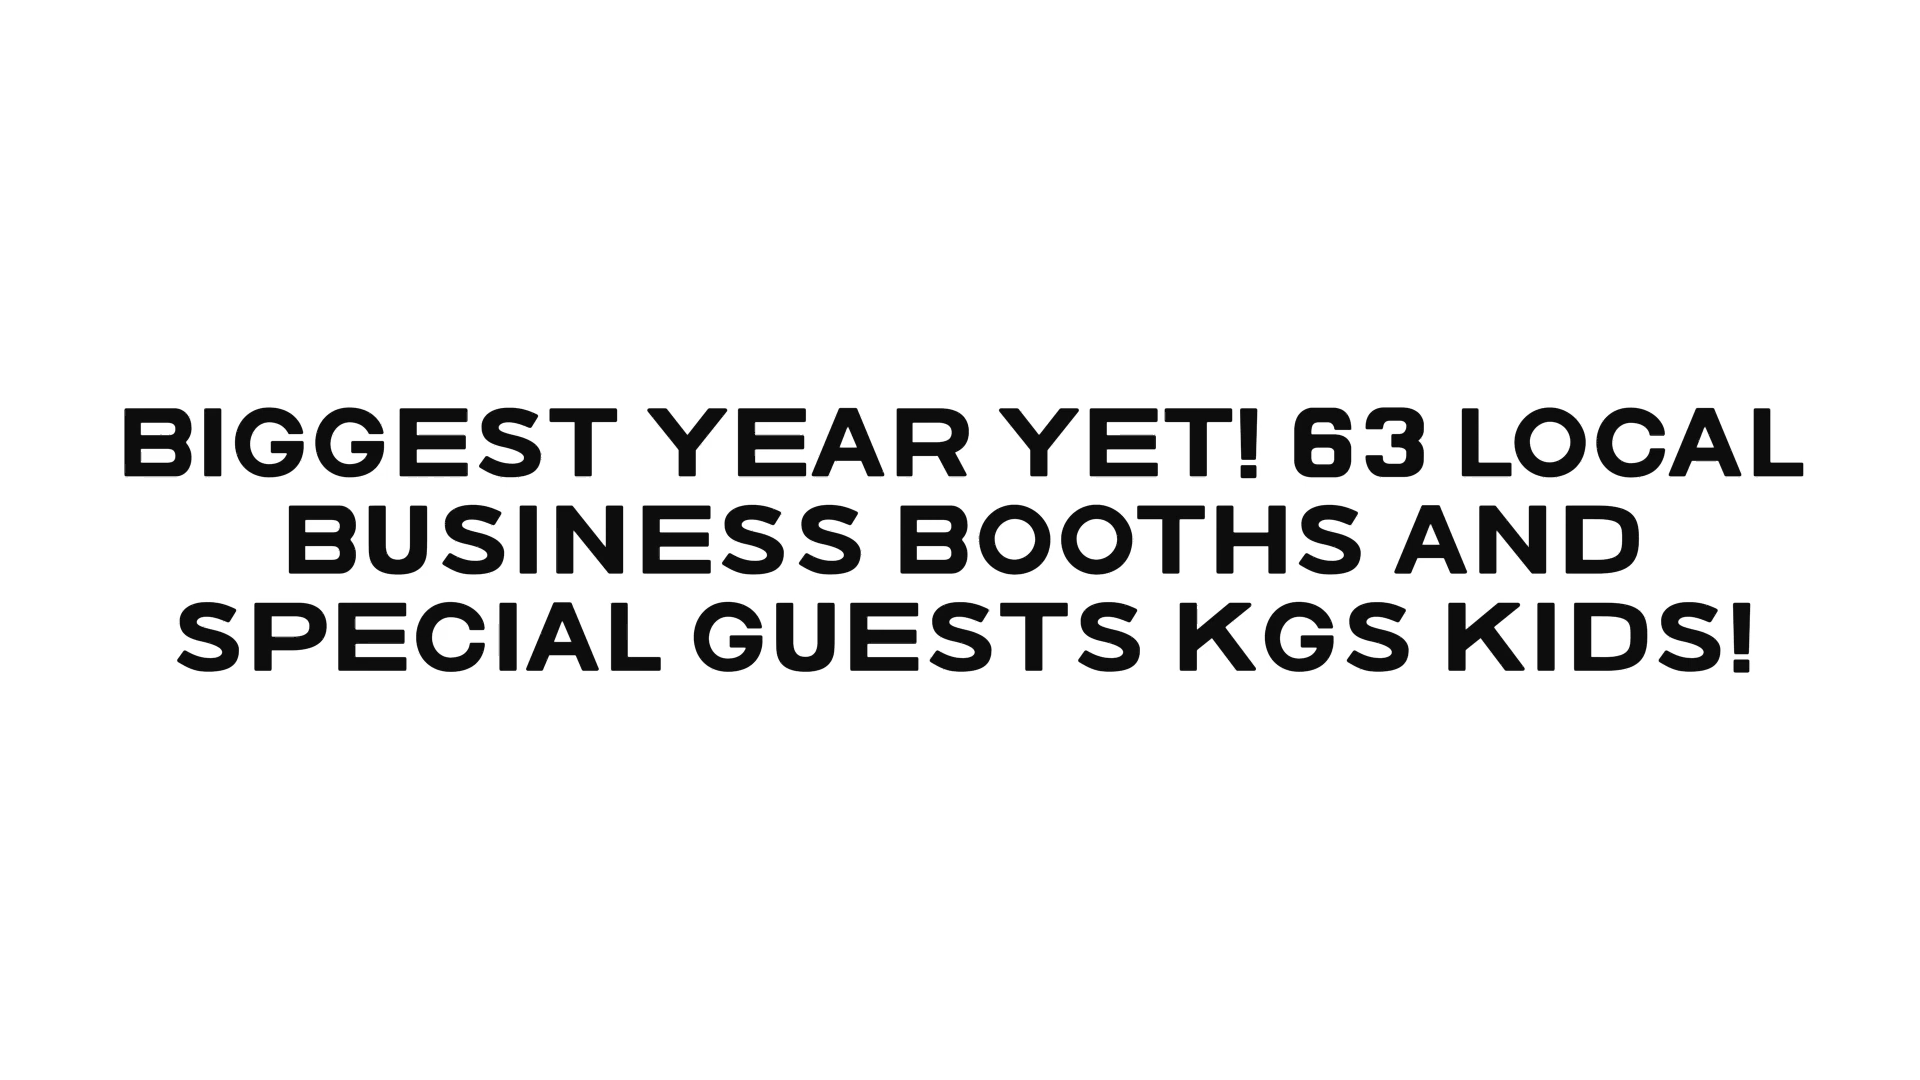 BIGGEST YEAR YET! 63 LOCAL
BUSINESS BOOTHS AND
SPECIAL GUESTS KGS KIDS!